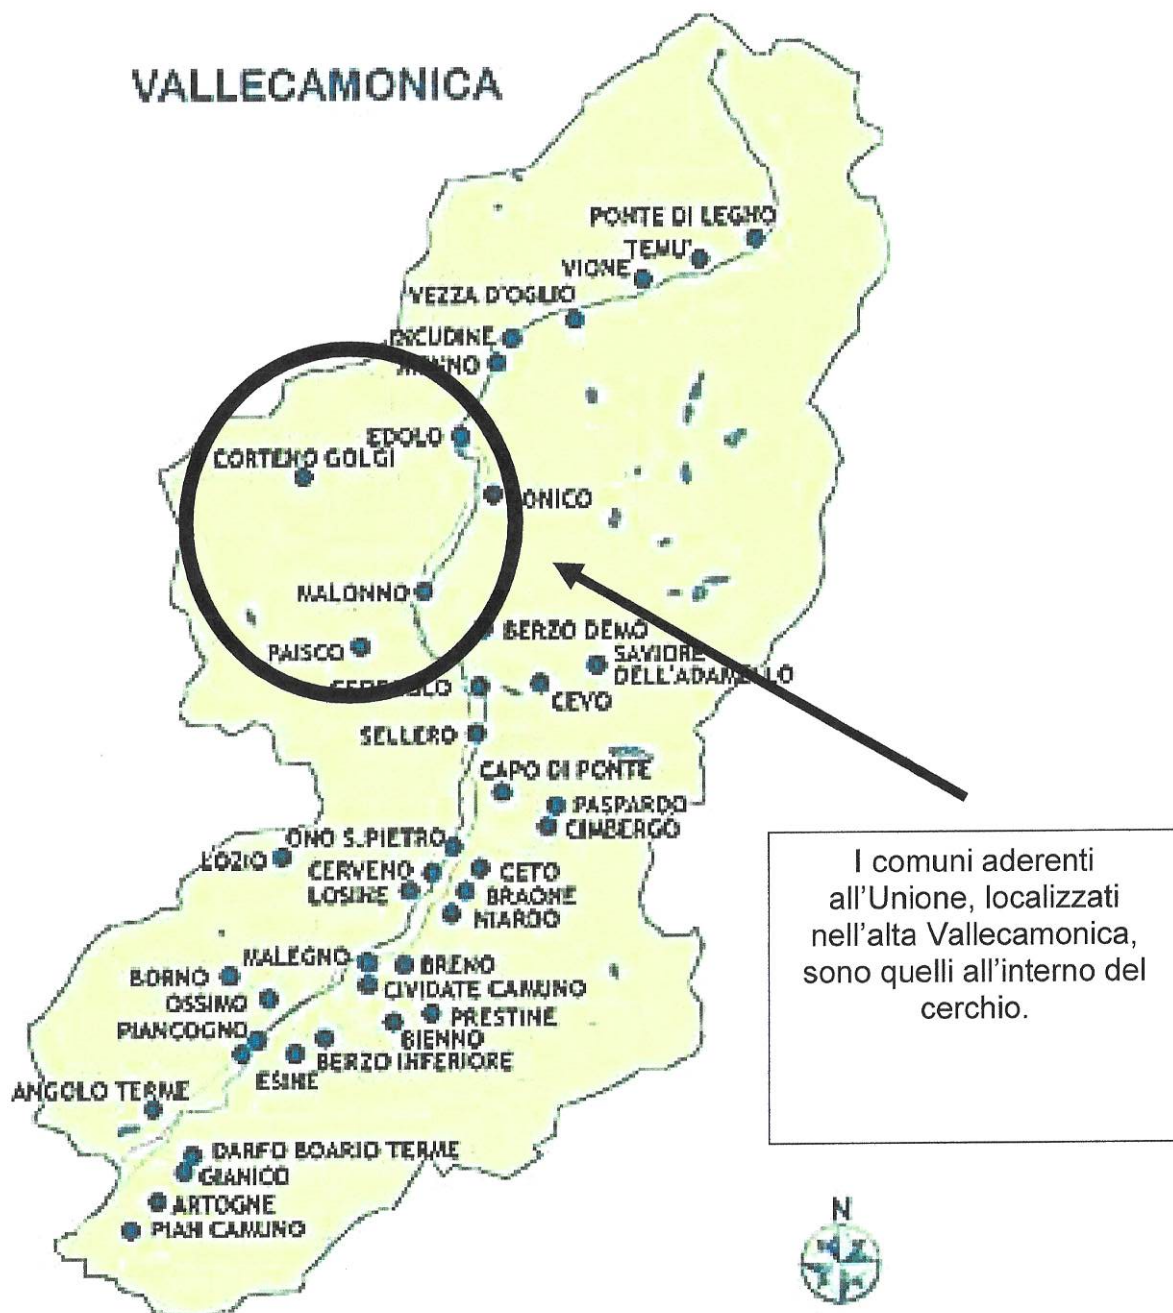 VALLECAMONICA
PONTE DI LEGNO
TEMU'
VIONE
VEZZA D'OGLIO
INCUDINE
EDOLO
CORTENO GOLGI
SONICO
MALONNO
BERZO DEMO
PAISCO
SAVIORE
DELL'ADAMELLO
CEVO
SELLERO
CAPO DI PONTE
PASPARDO
CIMBERGO
ONO S.PIETRO
LOZIO
CERVENO
CETO
LOSINE
BRAONE
NIARDO
MALEGNO
BRENO
BORNO
CIVIDATE CAMUNO
OSSIMO
PRESTINE
PIANCOGNO
BIENNO
BERZO INFERIORE
ESINE
ANGOLO TERME
DARFO BOARIO TERME
GIANICO
ARTOGNE
PIAN CAMUNO
I comuni aderenti
all'Unione, localizzati
nell'alta Vallecamonica,
sono quelli all'interno del
cerchio.
N